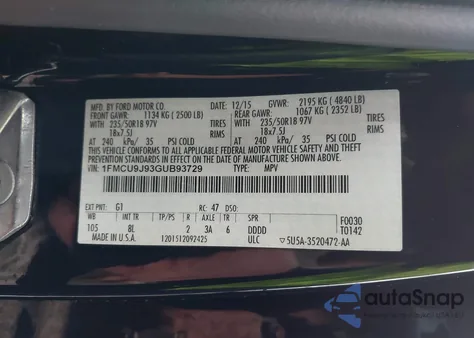 MFD. BY FORD MOTOR CO.
DATE: 12/15 GVWR: 2195 KG (4840 LB)
FRONT GAWR: 1134 KG (2500 LB) REAR GAWR: 1067 KG (2352 LB)
WITH 235/50R18 97V TIRES WITH 235/50R18 97V TIRES
18x7.5J RIMS 18x7.5J RIMS
AT 240 kPa/ 35 PSI COLD AT 240 kPa/ 35 PSI COLD
THIS VEHICLE CONFORMS TO ALL APPLICABLE FEDERAL MOTOR VEHICLE
SAFETY, BUMPER, AND THEFT PREVENTION STANDARDS IN EFFECT ON THE DATE OF MANUFACTURE SHOWN ABOVE.
VIN: 1FMCU9J93GUB93729 TYPE: MPV
EXT PNT: G1 RC: 47 DSO: F0030
WB BRK TP/PS R AXLE TR SPR T0142
105 8L 2 3A 6 DDDD
MADE IN U.S.A. 1201512092425 ULC 5U5A-3520472-AA
autoSnap